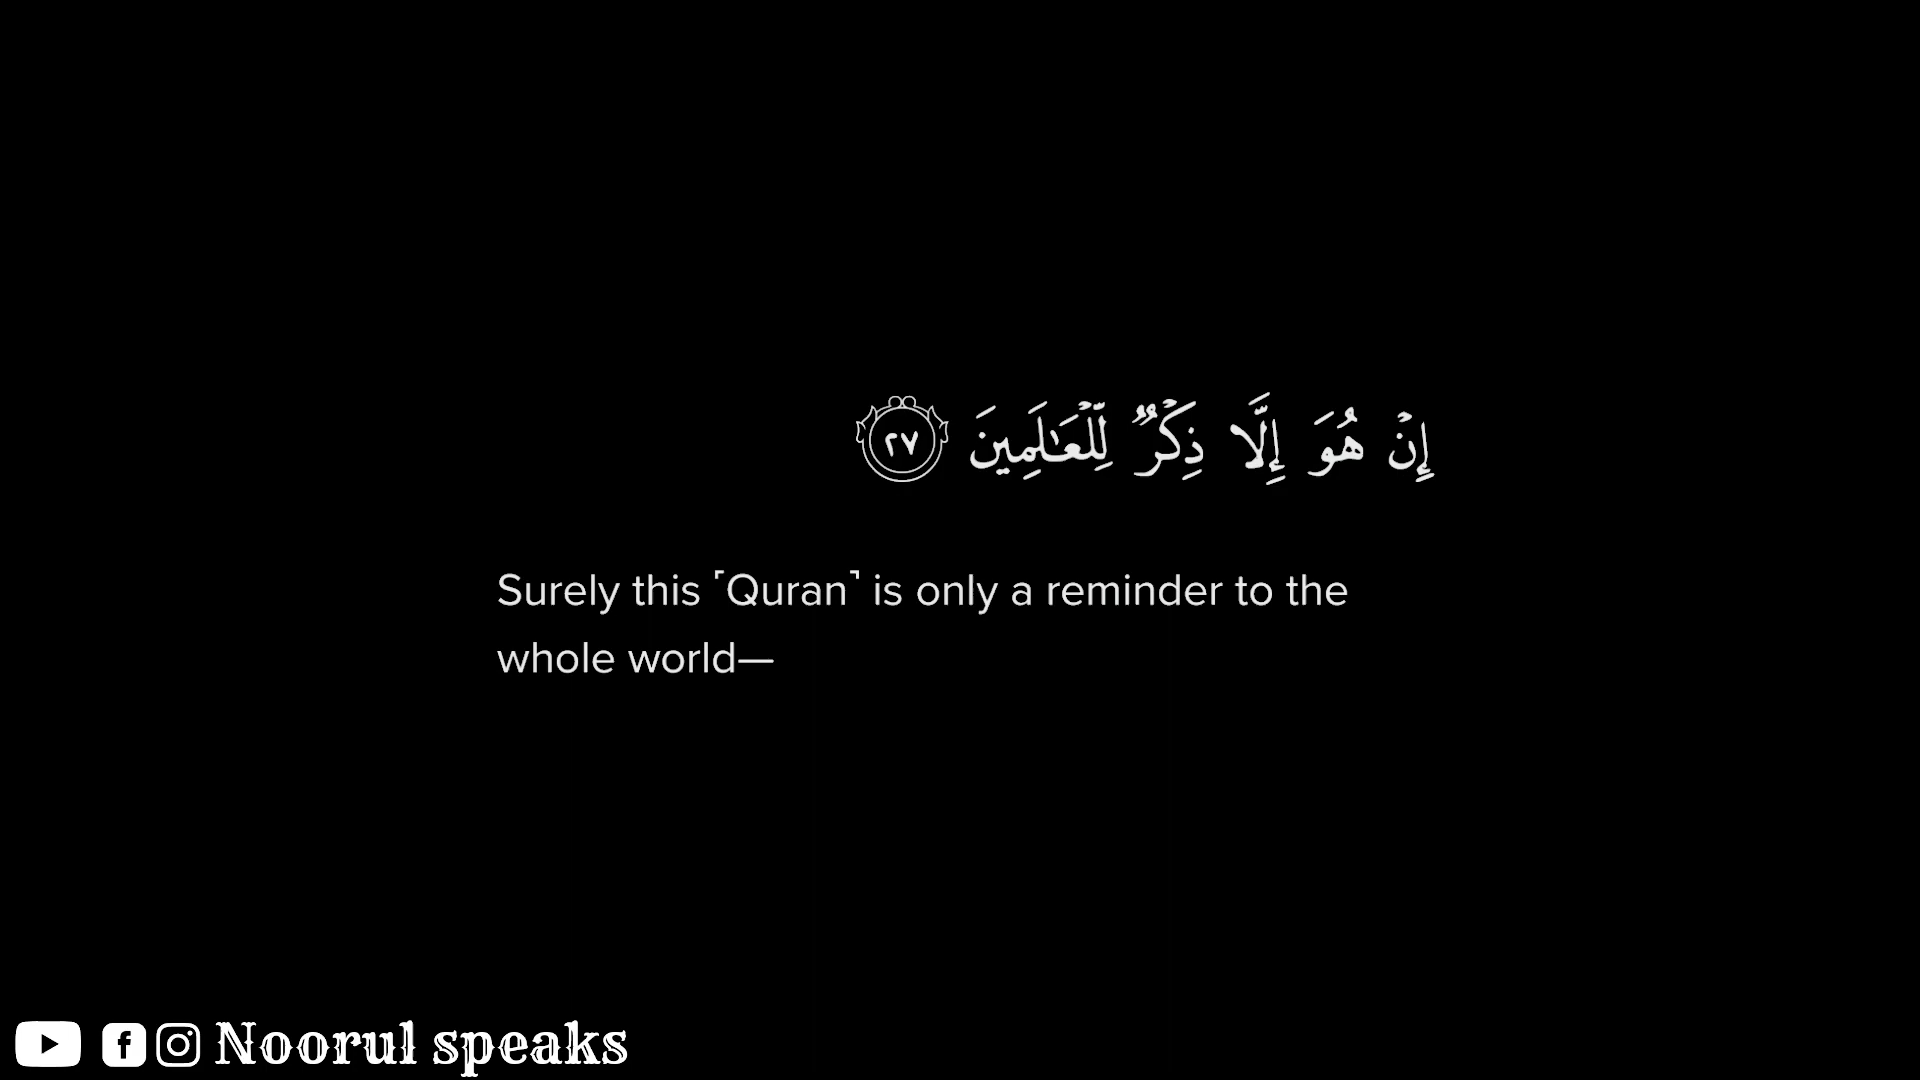 إِنۡ هُوَ إِلَّا ذِكۡرٞ لِّلۡعَٰلَمِينَ ٢٧
Surely this ˹Quran˺ is only a reminder to the
whole world—
Noorul speaks